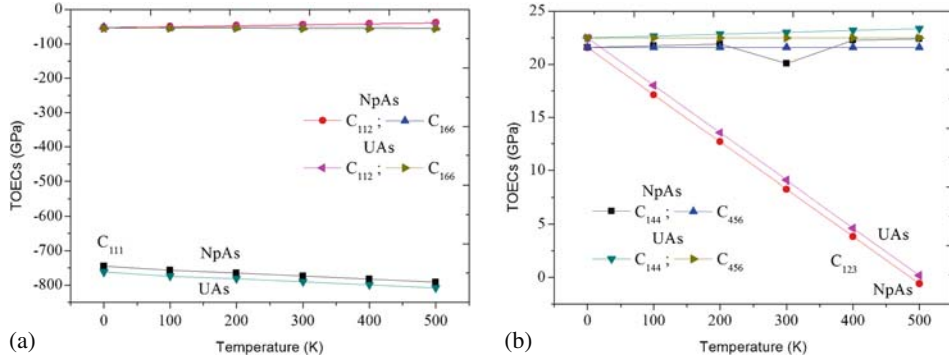 0
-100
-200
-300
-400
-500
-600
-700
-800
TOECs (GPa)
NpAs
C112 ; C166
UAs
C112 ; C166
C111
NpAs
UAs
0 100 200 300 400 500
Temperature (K)
(a)
25
20
15
10
5
0
TOECs (GPa)
NpAs
C144 ; C456
UAs
C144 ; C456
UAs
C123
NpAs
0 100 200 300 400 500
Temperature (K)
(b)